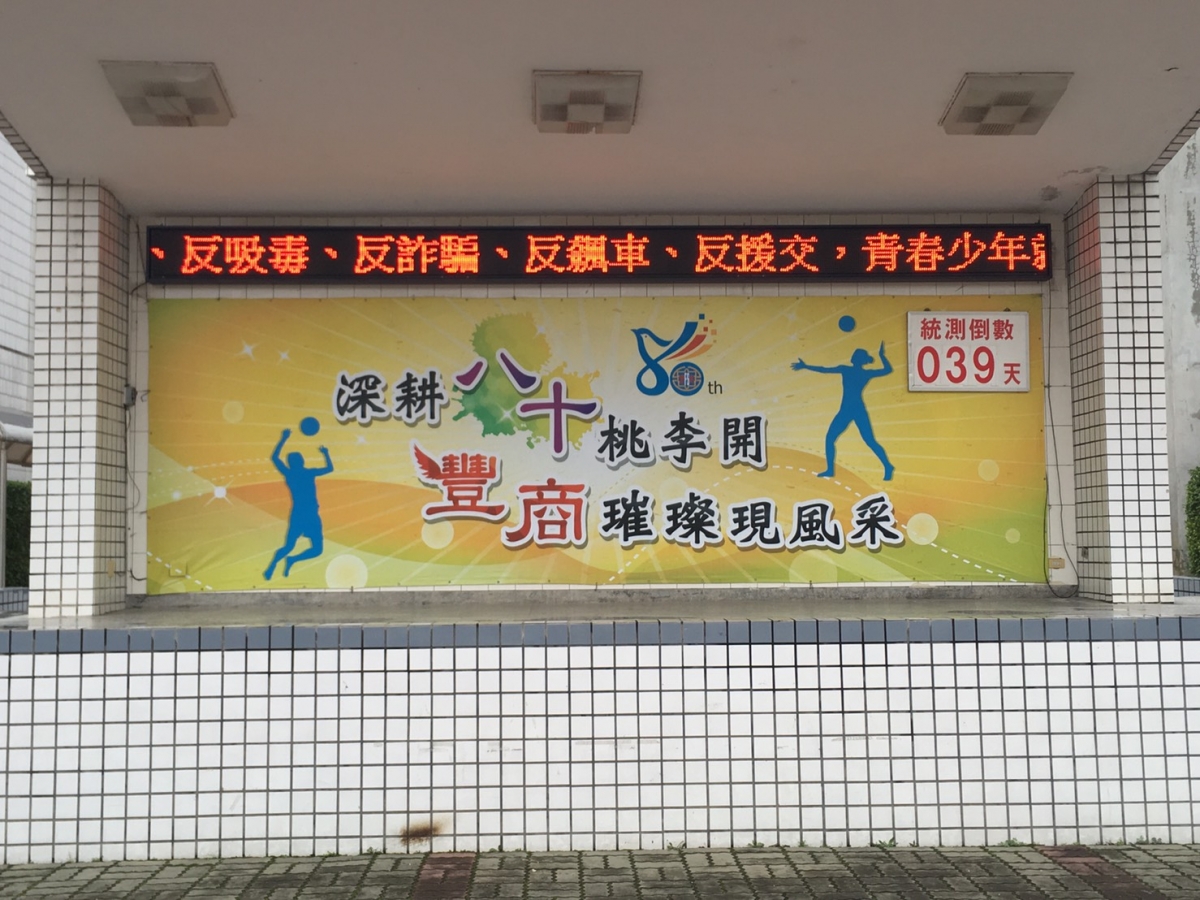 、反吸毒、反詐騙、反飆車、反援交，青春少年
統測倒數
039天
80th
深耕八十桃李開
豐商璀璨現風采